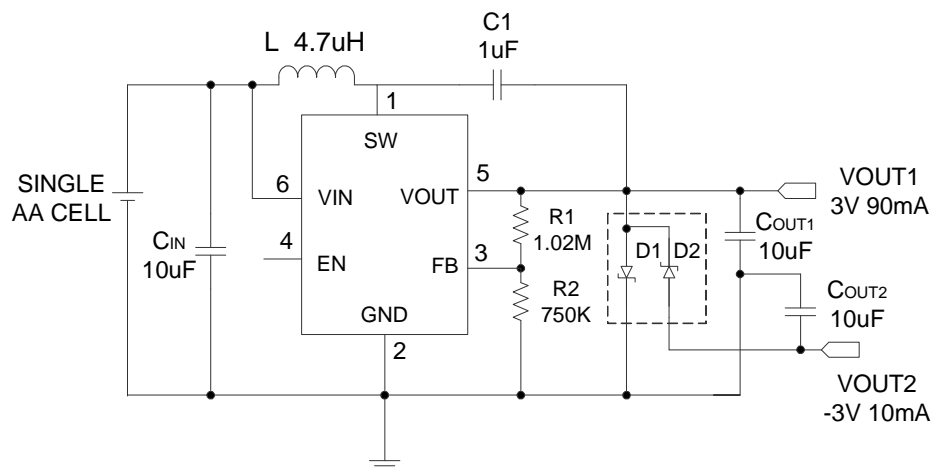 C1
1uF
L 4.7uH
1
SW
SINGLE
AA CELL
CIN
10uF
6
VIN
VOUT
5
4
EN
FB
3
GND
2
R1
1.02M
R2
750K
D1
D2
VOUT1
3V 90mA
COUT1
10uF
COUT2
10uF
VOUT2
-3V 10mA